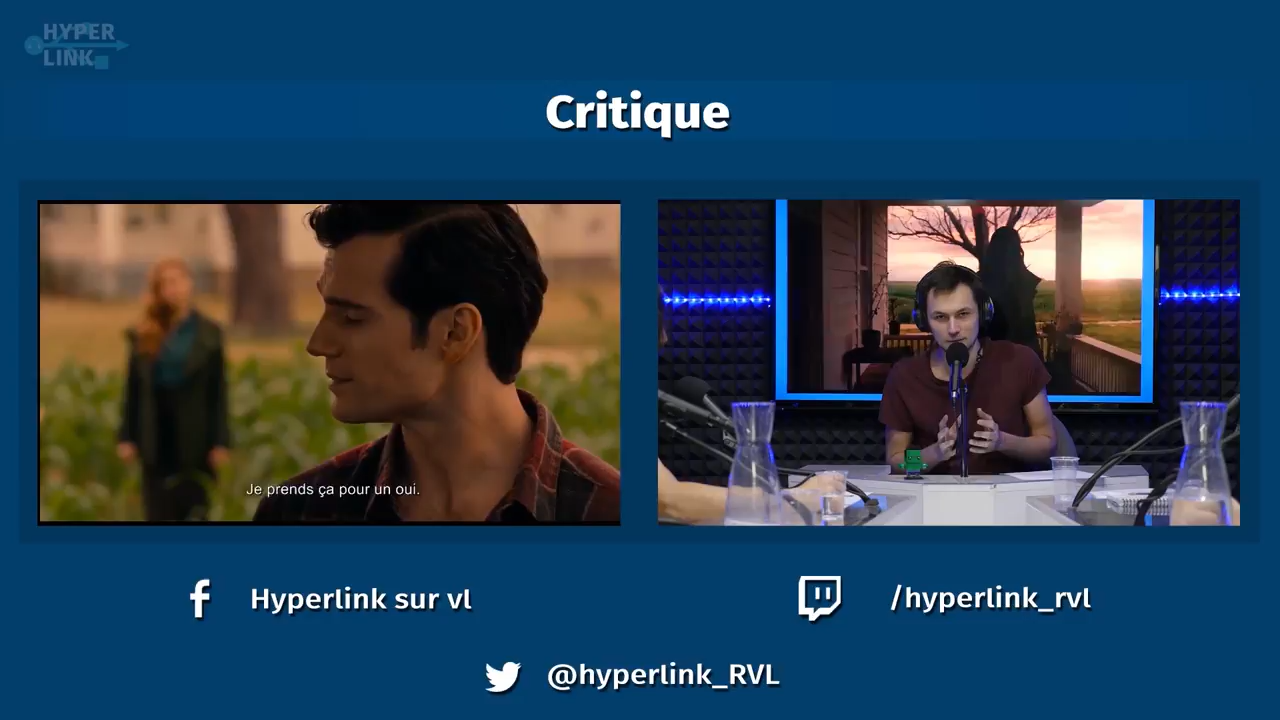 HYPER
LINK
Critique
Je prends ça pour un oui.
Hyperlink sur vl
/hyperlink_rvl
@hyperlink_RVL